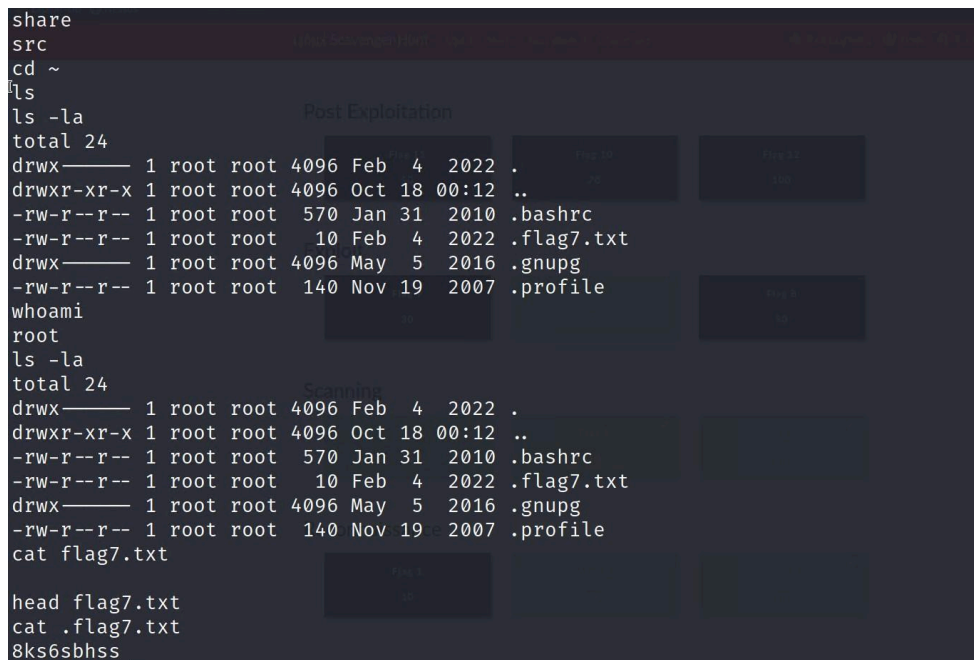 share
src
cd ~
ls
ls -la
total 24
drwx------ 1 root root 4096 Feb  4  2022 .
drwxr-xr-x 1 root root 4096 Oct 18 00:12 ..
-rw-r--r-- 1 root root  570 Jan 31  2010 .bashrc
-rw-r--r-- 1 root root   10 Feb  4  2022 .flag7.txt
drwx------ 1 root root 4096 May  5  2016 .gnupg
-rw-r--r-- 1 root root  140 Nov 19  2007 .profile
whoami
root
ls -la
total 24
drwx------ 1 root root 4096 Feb  4  2022 .
drwxr-xr-x 1 root root 4096 Oct 18 00:12 ..
-rw-r--r-- 1 root root  570 Jan 31  2010 .bashrc
-rw-r--r-- 1 root root   10 Feb  4  2022 .flag7.txt
drwx------ 1 root root 4096 May  5  2016 .gnupg
-rw-r--r-- 1 root root  140 Nov 19  2007 .profile
cat flag7.txt
head flag7.txt
cat .flag7.txt
8ks6sbhss
Post Exploitation
Scanning